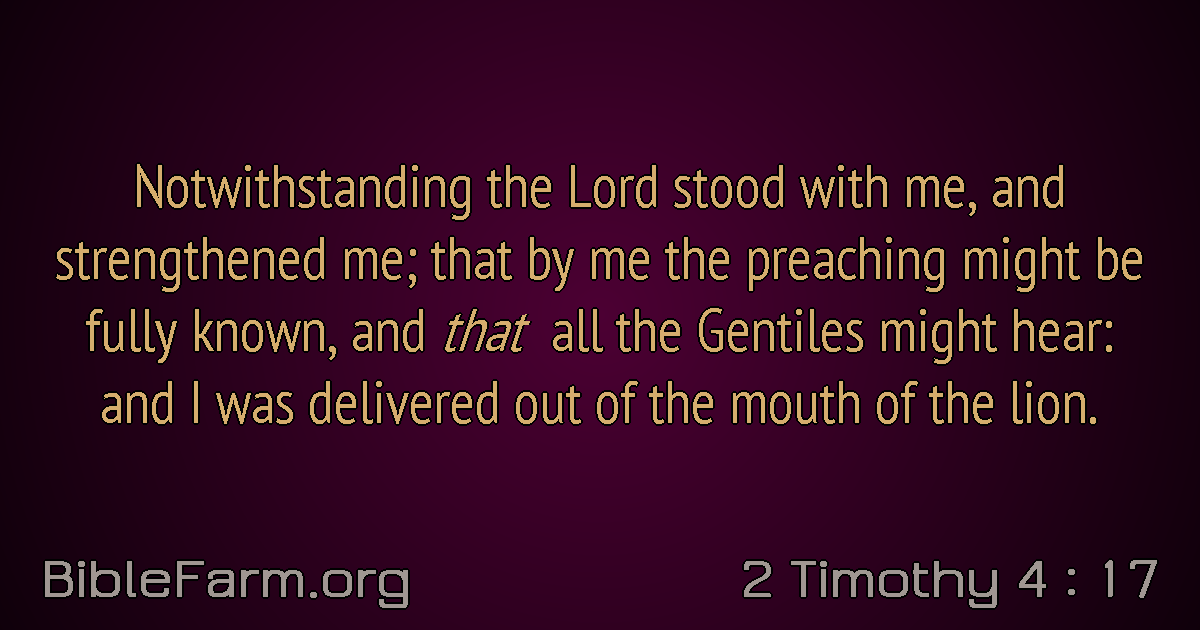 Notwithstanding the Lord stood with me, and
strengthened me; that by me the preaching might be
fully known, and that all the Gentiles might hear:
and I was delivered out of the mouth of the lion.
BibleFarm.org
2 Timothy 4 : 17